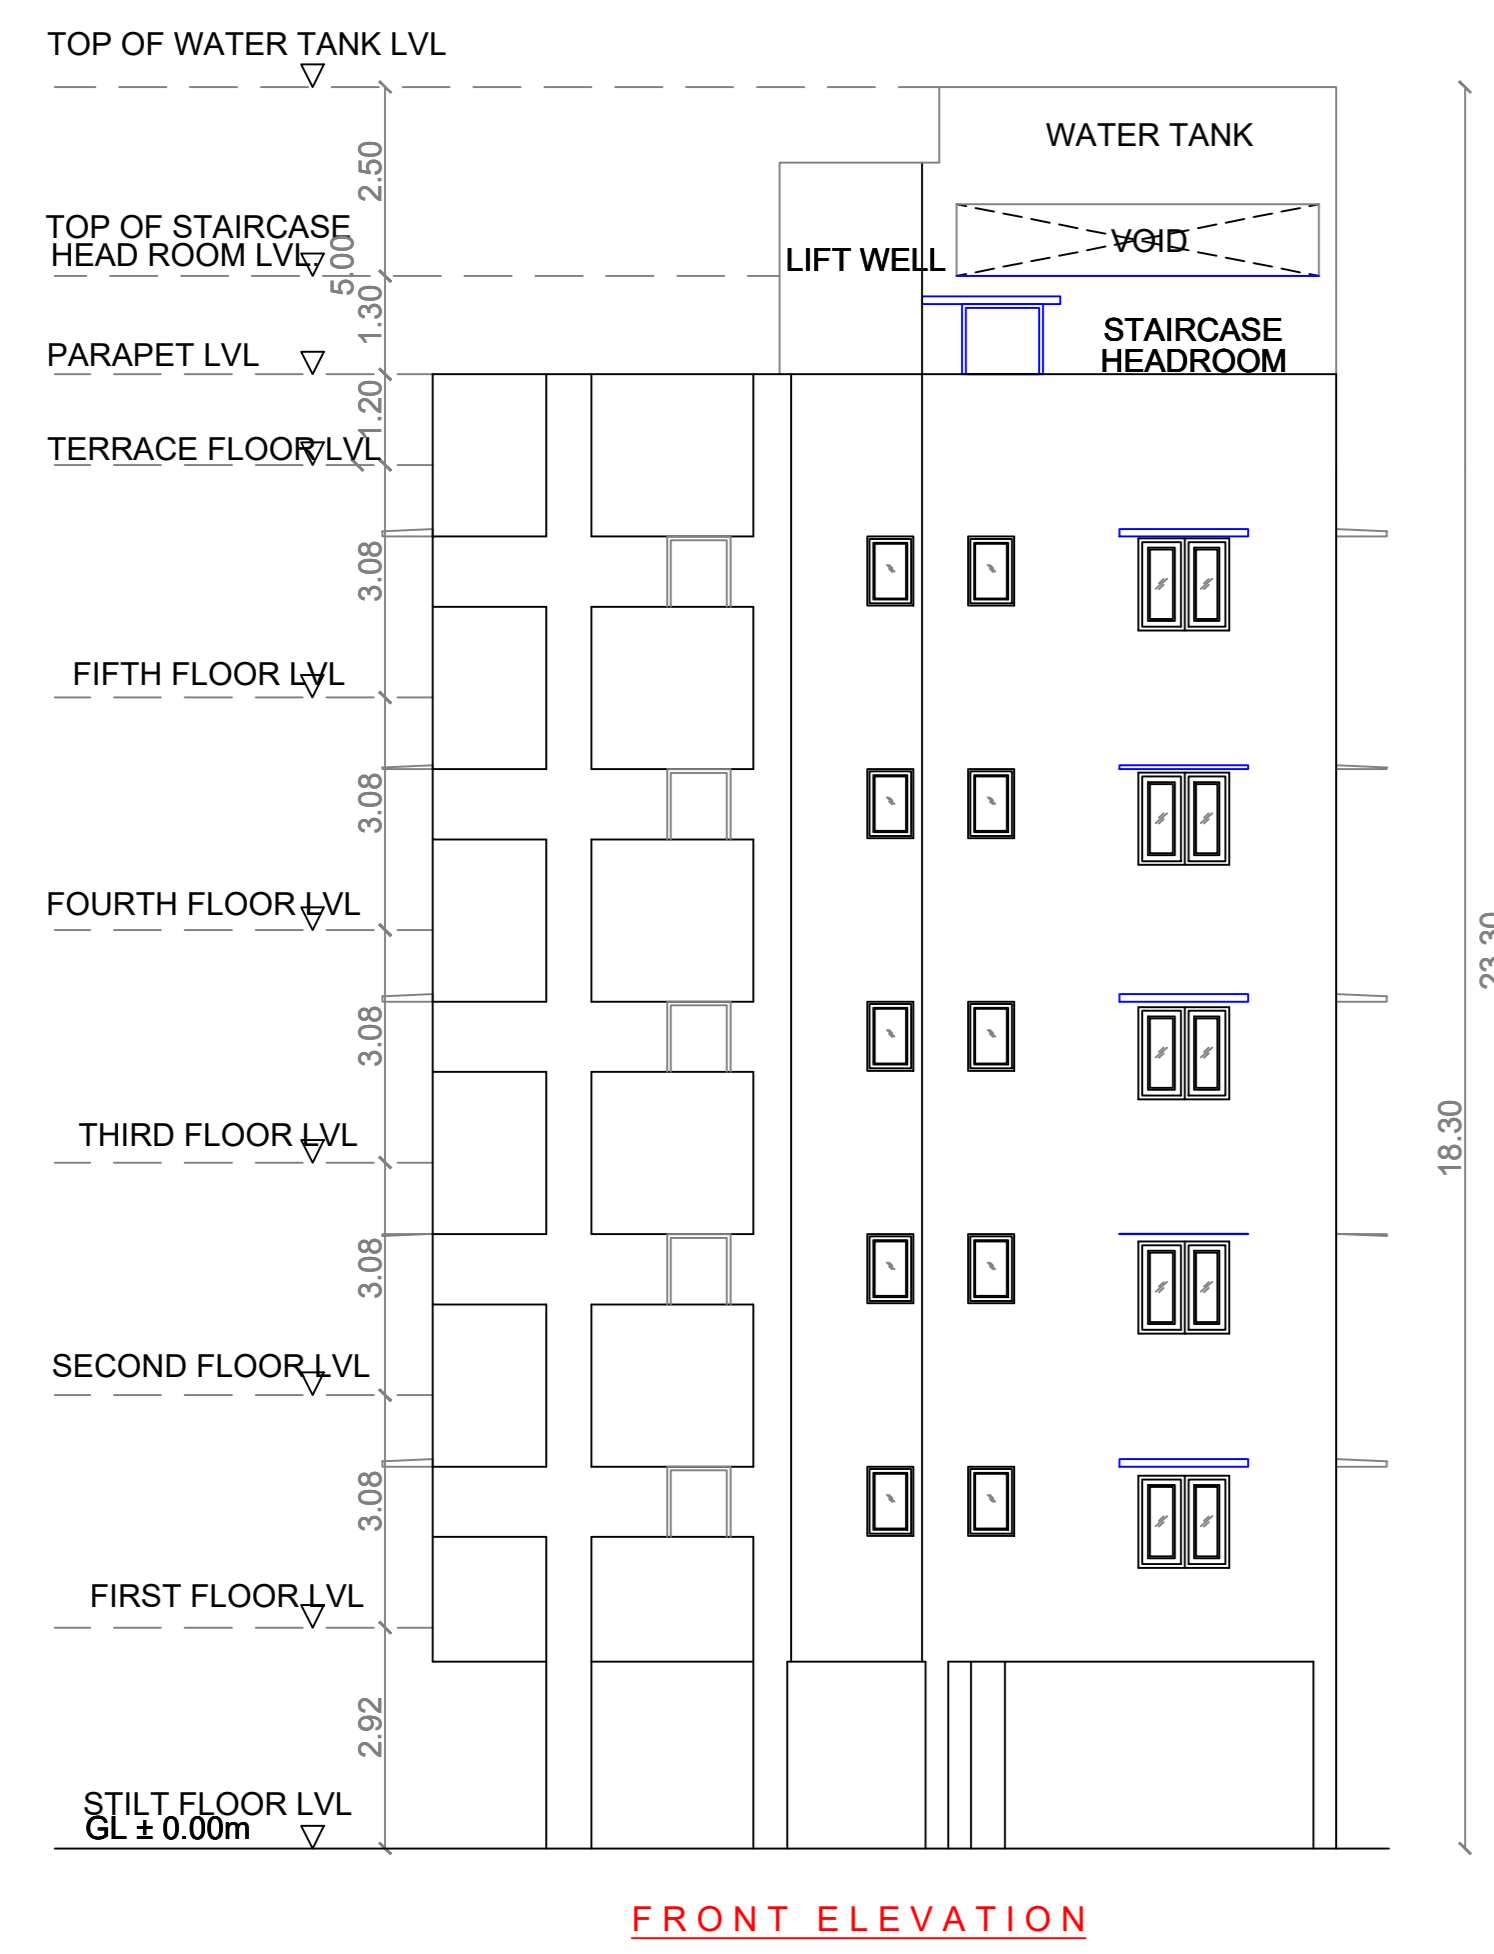 TOP OF WATER TANK LVL
WATER TANK
2.50
TOP OF STAIRCASE
HEAD ROOM LVL.
5.00
VOID
LIFT WELL
1.30
STAIRCASE
HEADROOM
PARAPET LVL
1.20
TERRACE FLOOR LVL
3.08
FIFTH FLOOR LVL
3.08
FOURTH FLOOR LVL
23.30
3.08
THIRD FLOOR LVL
18.30
3.08
SECOND FLOOR LVL
3.08
FIRST FLOOR LVL
2.92
STILT FLOOR LVL
GL ± 0.00m
FRONT ELEVATION